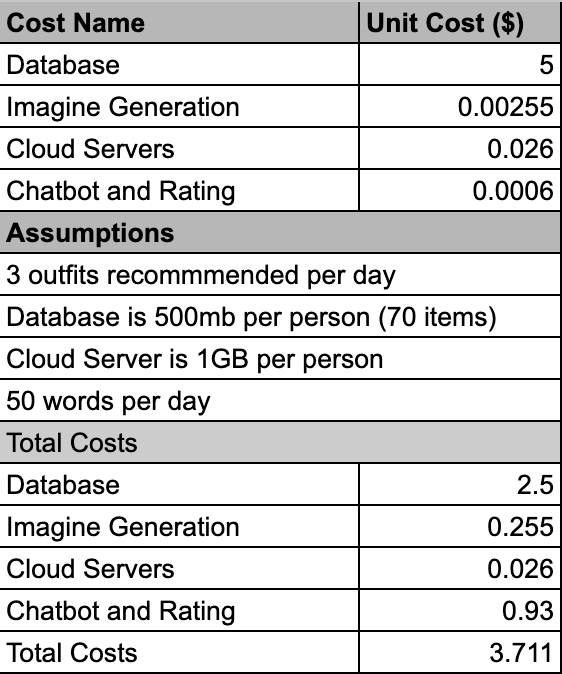 Cost Name Unit Cost ($)
Database 5
Imagine Generation 0.00255
Cloud Servers 0.026
Chatbot and Rating 0.0006
Assumptions
3 outfits recommmended per day
Database is 500mb per person (70 items)
Cloud Server is 1GB per person
50 words per day
Total Costs
Database 2.5
Imagine Generation 0.255
Cloud Servers 0.026
Chatbot and Rating 0.93
Total Costs 3.711